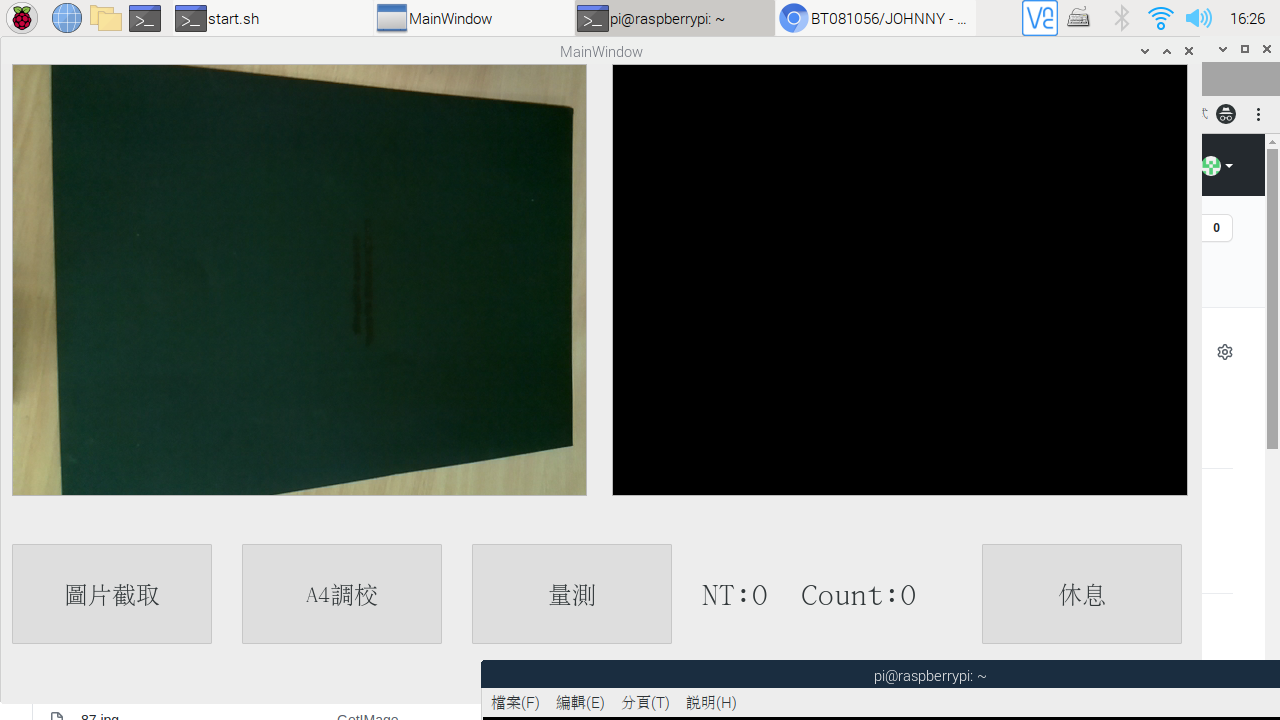 start.sh
MainWindow
pi@raspberrypi: ~
BT081056/JOHNNY - ...
16:26
MainWindow
0
圖片截取
A4調校
量測
NT:0 Count:0
休息
pi@raspberrypi: ~
檔案(F) 編輯(E) 分頁(T) 説明(H)
87.jpg
GetIMage